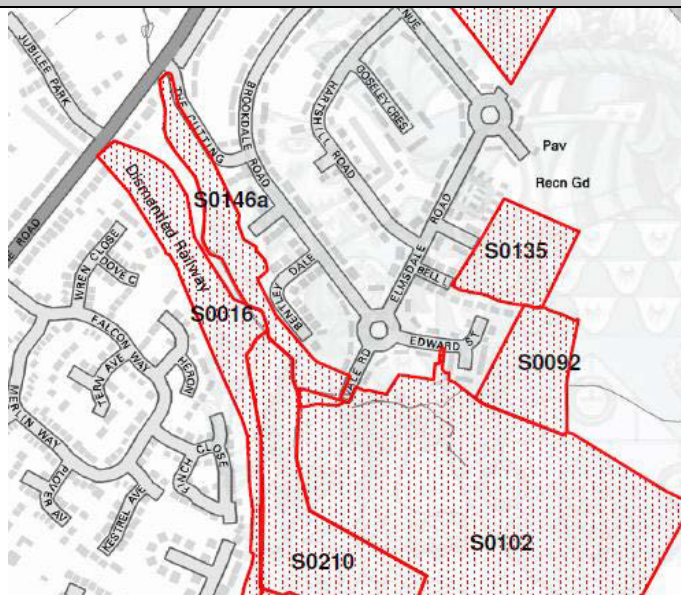 JUBILEE PARK
THE CUTTING
BROOKDALE ROAD
HARTSHILL ROAD
GOSELEY CRES
NUE
Pav
Recn Gd
S0146a
Dismantled Railway
ROAD
S0135
ELMSDALE ROAD
BELL
WREN CLOSE
DOVE C
BENTLEY DALE
S0016
FALCON WAY
TERN AVE
HERON
EDWARD ST
S0092
DALE RD
MERLIN WAY
FINCH CLOSE
PLOVER AV
KESTREL AVE
S0102
S0210